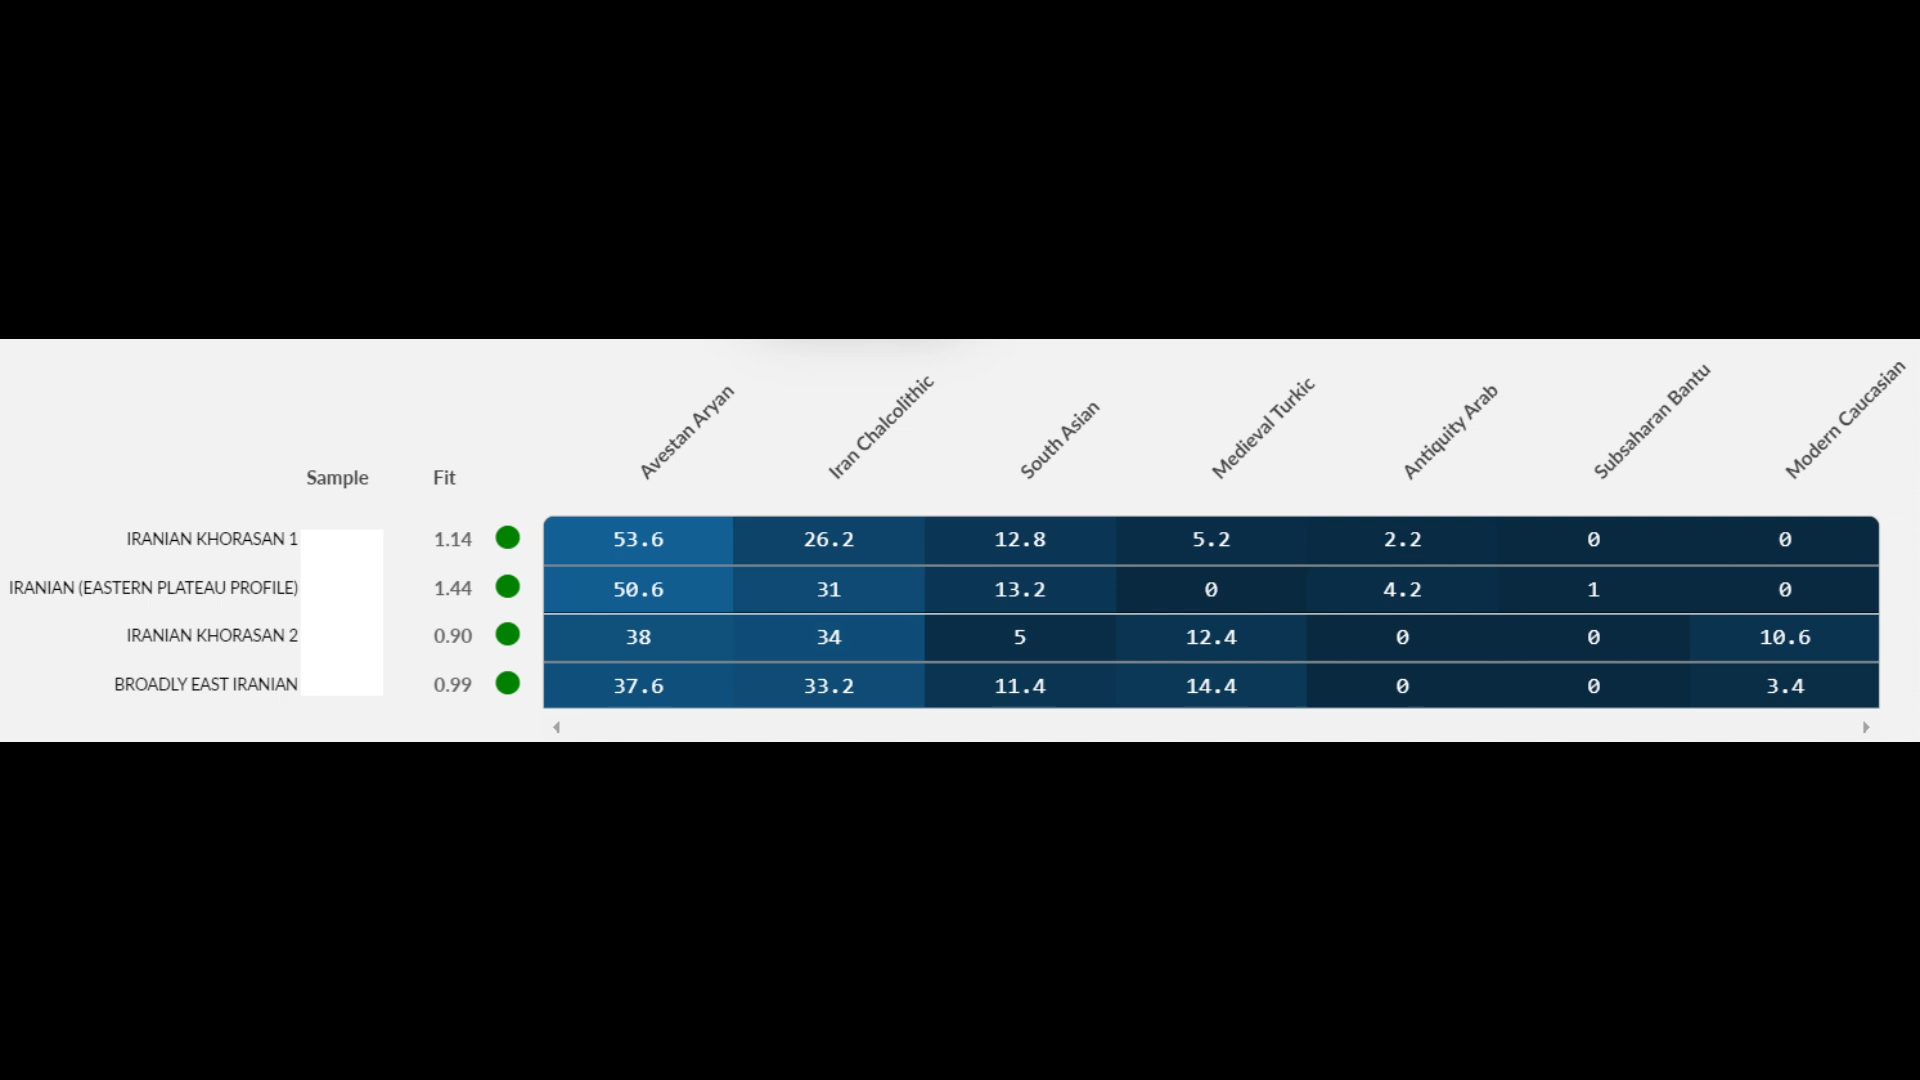 Avestan Aryan
Iran Chalcolithic
South Asian
Medieval Turkic
Antiquity Arab
Subsaharan Bantu
Modern Caucasian
Sample Fit
IRANIAN KHORASAN 1 1.14 53.6 26.2 12.8 5.2 2.2 0 0
IRANIAN (EASTERN PLATEAU PROFILE) 1.44 50.6 31 13.2 0 4.2 1 0
IRANIAN KHORASAN 2 0.90 38 34 5 12.4 0 0 10.6
BROADLY EAST IRANIAN 0.99 37.6 33.2 11.4 14.4 0 0 3.4